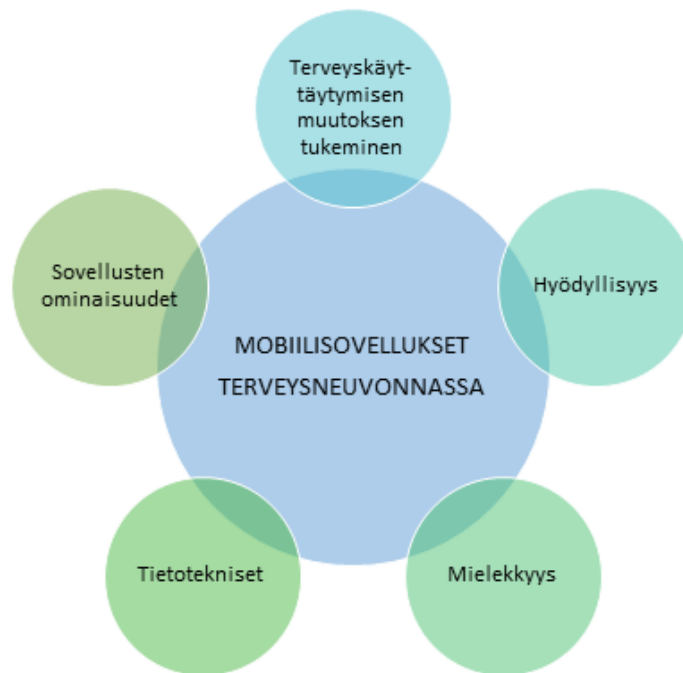 Terveyskäyt-
täytymisen
muutoksen
tukeminen
Sovellusten
ominaisuudet
Hyödyllisyys
MOBIILISOVELLUKSET
TERVEYSNEUVONNASSA
Tietotekniset
Mielekkyys